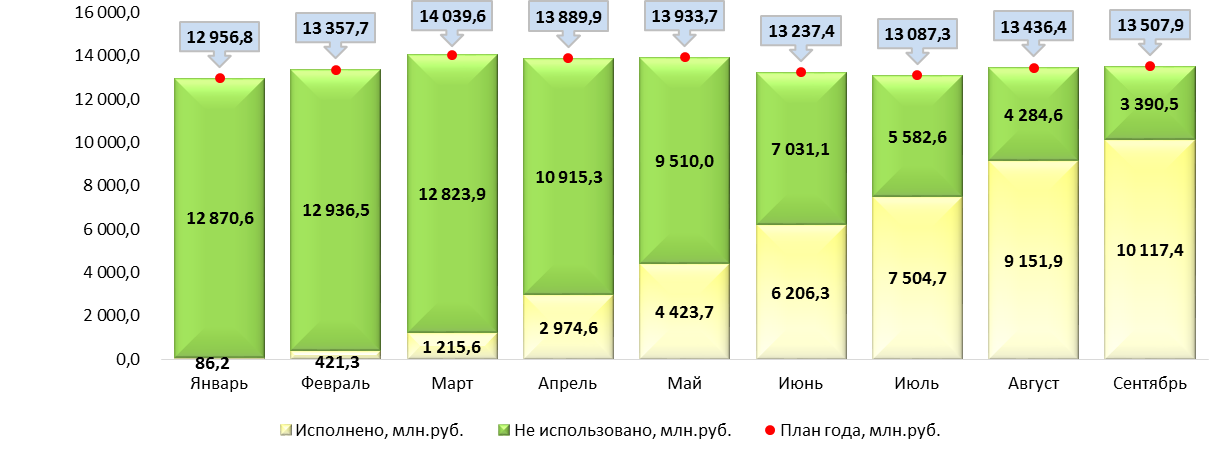 16 000,0
14 000,0
12 000,0
10 000,0
8 000,0
6 000,0
4 000,0
2 000,0
0,0
12 956,8 13 357,7 14 039,6 13 889,9 13 933,7 13 237,4 13 087,3 13 436,4 13 507,9
12 870,6 12 936,5 12 823,9 10 915,3 9 510,0 7 031,1 5 582,6 4 284,6 3 390,5
86,2 421,3 1 215,6 2 974,6 4 423,7 6 206,3 7 504,7 9 151,9 10 117,4
Январь Февраль Март Апрель Май Июнь Июль Август Сентябрь
Исполнено, млн.руб. Не использовано, млн.руб. План года, млн.руб.